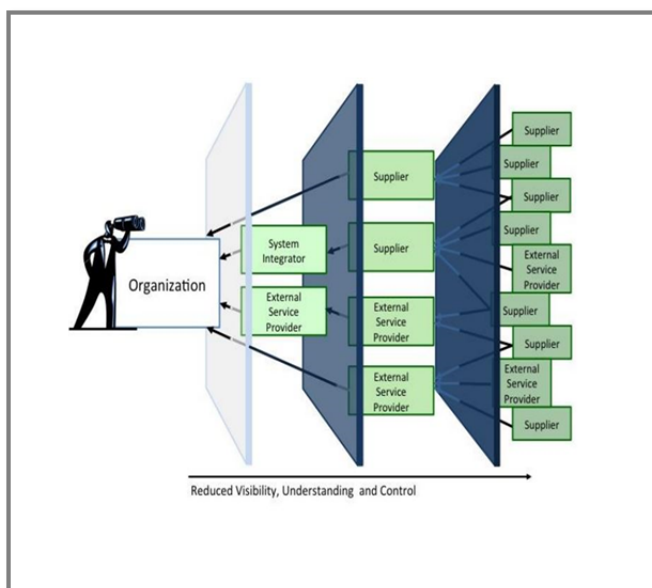 Organization
System
Integrator
External
Service
Provider
Supplier
Supplier
External
Service
Provider
External
Service
Provider
Supplier
Supplier
Supplier
Supplier
External
Service
Provider
Supplier
Supplier
External
Service
Provider
Supplier
Reduced Visibility, Understanding and Control